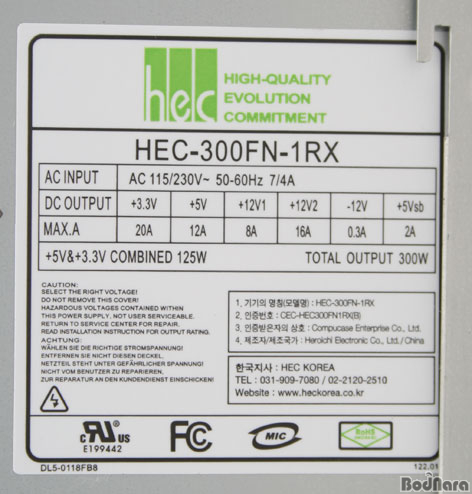 hec
HIGH-QUALITY
EVOLUTION
COMMITMENT
HEC-300FN-1RX
AC INPUT AC 115/230V~ 50-60Hz 7/4A
DC OUTPUT +3.3V +5V +12V1 +12V2 -12V +5Vsb
MAX.A 20A 12A 8A 16A 0.3A 2A
+5V&+3.3V COMBINED 125W TOTAL OUTPUT 300W
CAUTION:
SELECT THE RIGHT VOLTAGE!
DO NOT REMOVE THIS COVER!
HAZARDOUS VOLTAGES CONTAINED WITHIN
THIS POWER SUPPLY, NOT USER SERVICEABLE.
RETURN TO SERVICE CENTER FOR REPAIR.
READ INSTALLATION INSTRUCTION FOR OUTPUT RATING.
ACHTUNG:
WÄHLEN SIE DIE RICHTIGE STROMSPANNUNG!
ENTFERNEN SIE NICHT DIESEN DECKEL.
NETZTEIL STEHT UNTER GEFÄHRLICHER SPANNUNG
NICHT VOM BENUTZER ZU REPARIEREN.
ZUR REPARATUR AN DEN KUNDENDIENST EINSCHICKEN!
1. 기기의 명칭(모델명) : HEC-300FN-1RX
2. 인증번호 : CEC-HEC300FN1RX(B)
3. 인증받은자의 상호 : Compucase Enterprise Co., Ltd.
4. 제조자/제조국가 : Heroichi Electronic Co., Ltd./ China
한국지사 : HEC KOREA
TEL : 031-909-7080 / 02-2120-2510
Website : www.heckorea.co.kr
c UL US
E199442
FC
MIC
RoHS
DL5-0118FB8
122.01
BodNara